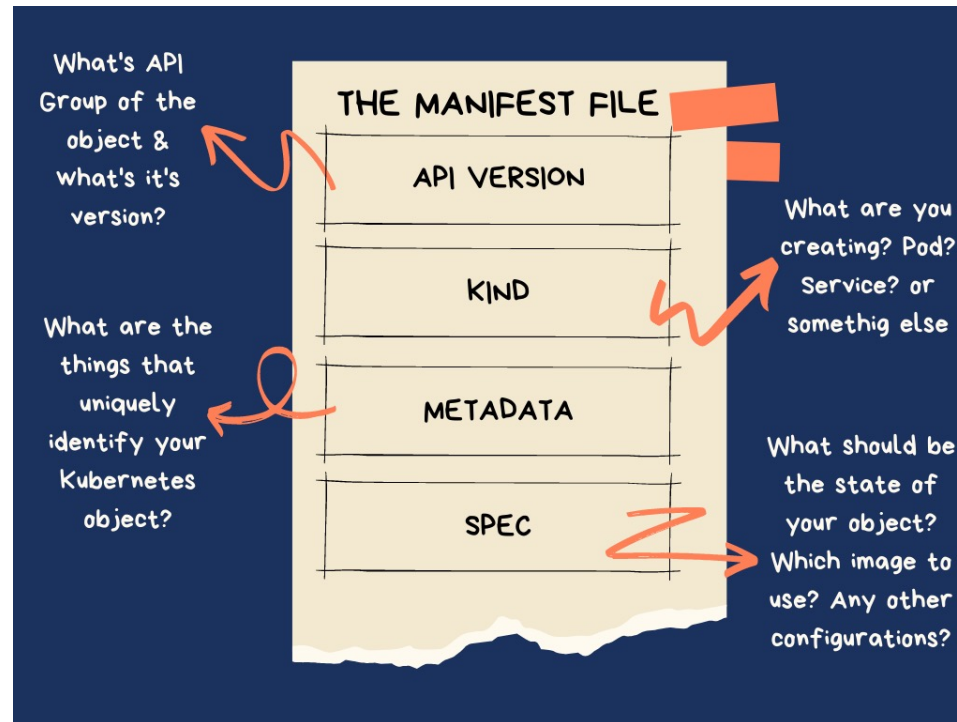 What's API
Group of the
object &
what's it's
version?
THE MANIFEST FILE
API VERSION
KIND
What are you
creating? Pod?
Service? or
somethig else
What are the
things that
uniquely
identify your
Kubernetes
object?
METADATA
SPEC
What should be
the state of
your object?
Which image to
use? Any other
configurations?